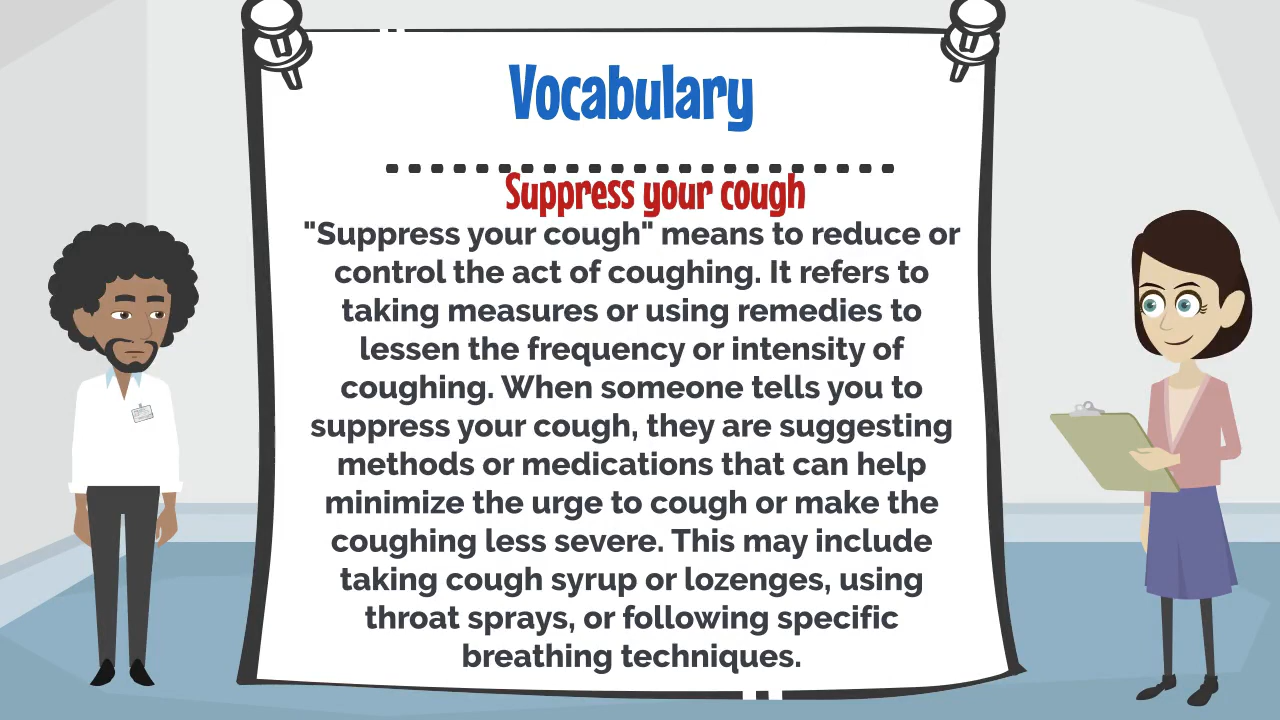 Vocabulary
Suppress your cough
"Suppress your cough" means to reduce or
control the act of coughing. It refers to
taking measures or using remedies to
lessen the frequency or intensity of
coughing. When someone tells you to
suppress your cough, they are suggesting
methods or medications that can help
minimize the urge to cough or make the
coughing less severe. This may include
taking cough syrup or lozenges, using
throat sprays, or following specific
breathing techniques.